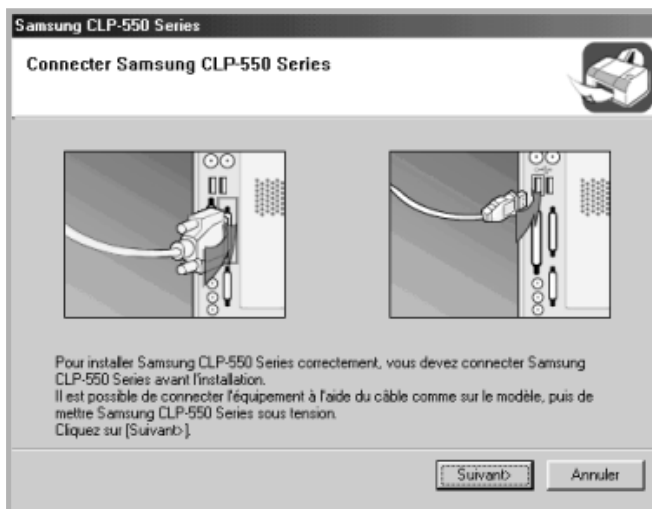 Samsung CLP-550 Series
Connecter Samsung CLP-550 Series
Pour installer Samsung CLP-550 Series correctement, vous devez connecter Samsung
CLP-550 Series avant l'installation.
Il est possible de connecter l'équipement à l'aide du câble comme sur le modèle, puis de
mettre Samsung CLP-550 Series sous tension.
Cliquez sur [Suivant>].
Suivant>
Annuler